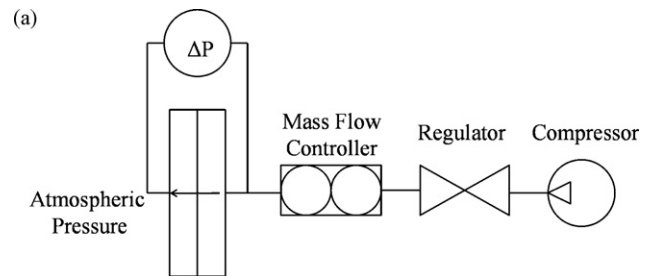 (a)
ΔP
Mass Flow
Controller
Regulator
Compressor
Atmospheric
Pressure